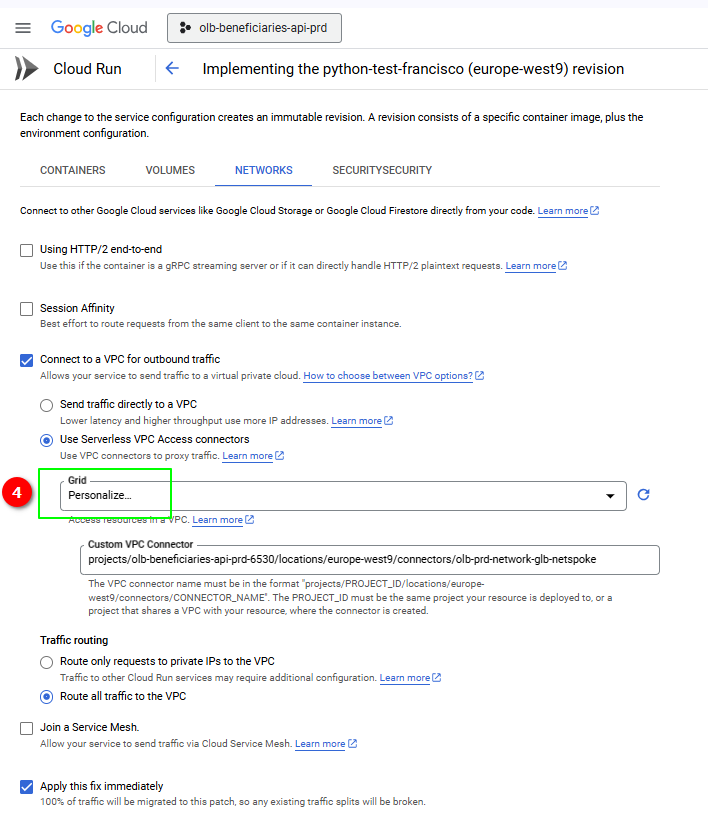 Google Cloud
olb-beneficiaries-api-prd
Cloud Run
Implementing the python-test-francisco (europe-west9) revision
Each change to the service configuration creates an immutable revision. A revision consists of a specific container image, plus the
environment configuration.
CONTAINERS
VOLUMES
NETWORKS
SECURITYSECURITY
Connect to other Google Cloud services like Google Cloud Storage or Google Cloud Firestore directly from your code. Learn more
Using HTTP/2 end-to-end
Use this if the container is a gRPC streaming server or if it can directly handle HTTP/2 plaintext requests. Learn more
Session Affinity
Best effort to route requests from the same client to the same container instance.
Connect to a VPC for outbound traffic
Allows your service to send traffic to a virtual private cloud. How to choose between VPC options?
Send traffic directly to a VPC
Lower latency and higher throughput use more IP addresses. Learn more
Use Serverless VPC Access connectors
Use VPC connectors to proxy traffic. Learn more
4
Grid
Personalize...
Access resources in a VPC. Learn more
Custom VPC Connector
projects/olb-beneficiaries-api-prd-6530/locations/europe-west9/connectors/olb-prd-network-glb-netspoke
The VPC connector name must be in the format "projects/PROJECT_ID/locations/europe-
west9/connectors/CONNECTOR_NAME". The PROJECT_ID must be the same project your resource is deployed to, or a
project that shares a VPC with your resource, where the connector is created.
Traffic routing
Route only requests to private IPs to the VPC
Traffic to other Cloud Run services may require additional configuration. Learn more
Route all traffic to the VPC
Join a Service Mesh.
Allow your service to send traffic via Cloud Service Mesh. Learn more
Apply this fix immediately
100% of traffic will be migrated to this patch, so any existing traffic splits will be broken.